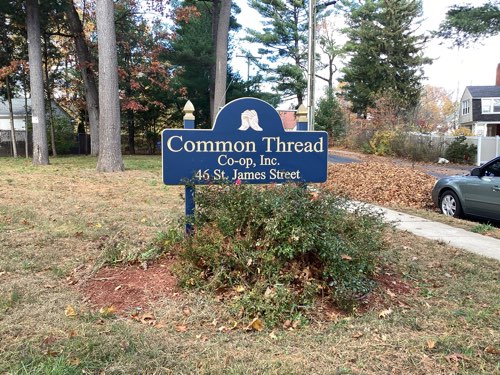 Common Thread
Co-op, Inc.
46 St. James Street